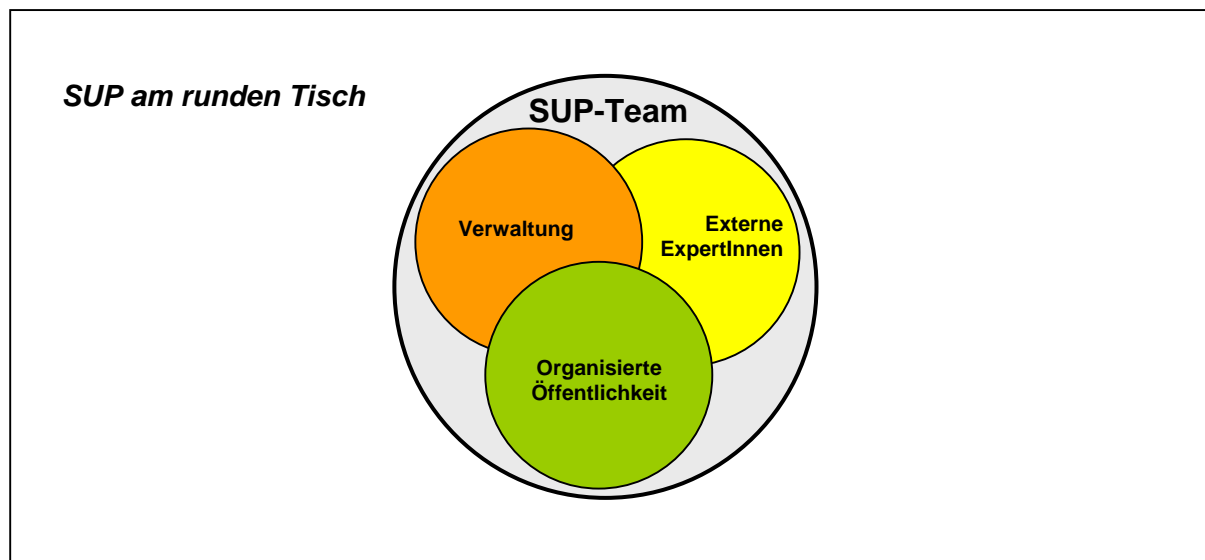 SUP am runden Tisch
SUP-Team
Verwaltung
Externe
ExpertInnen
Organisierte
Öffentlichkeit